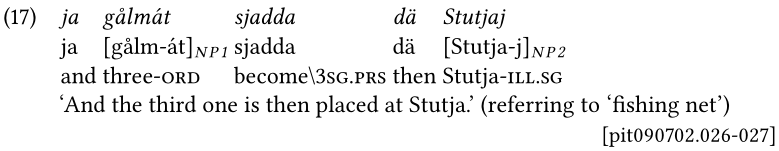 (17) ja gålmát sjadda dä Stutjaj
ja [gålm-át]NP1 sjadda dä [Stutja-j]NP2
and three-ORD become\3SG.PRS then Stutja-ILL.SG
‘And the third one is then placed at Stutja.’ (referring to ‘fishing net’)
[pit090702.026-027]